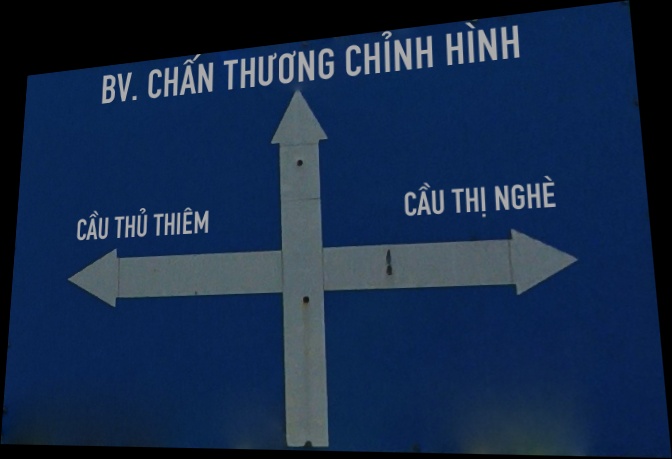 BV. CHẤN THƯƠNG CHỈNH HÌNH
CẦU THỦ THIÊM
CẦU THỊ NGHÈ